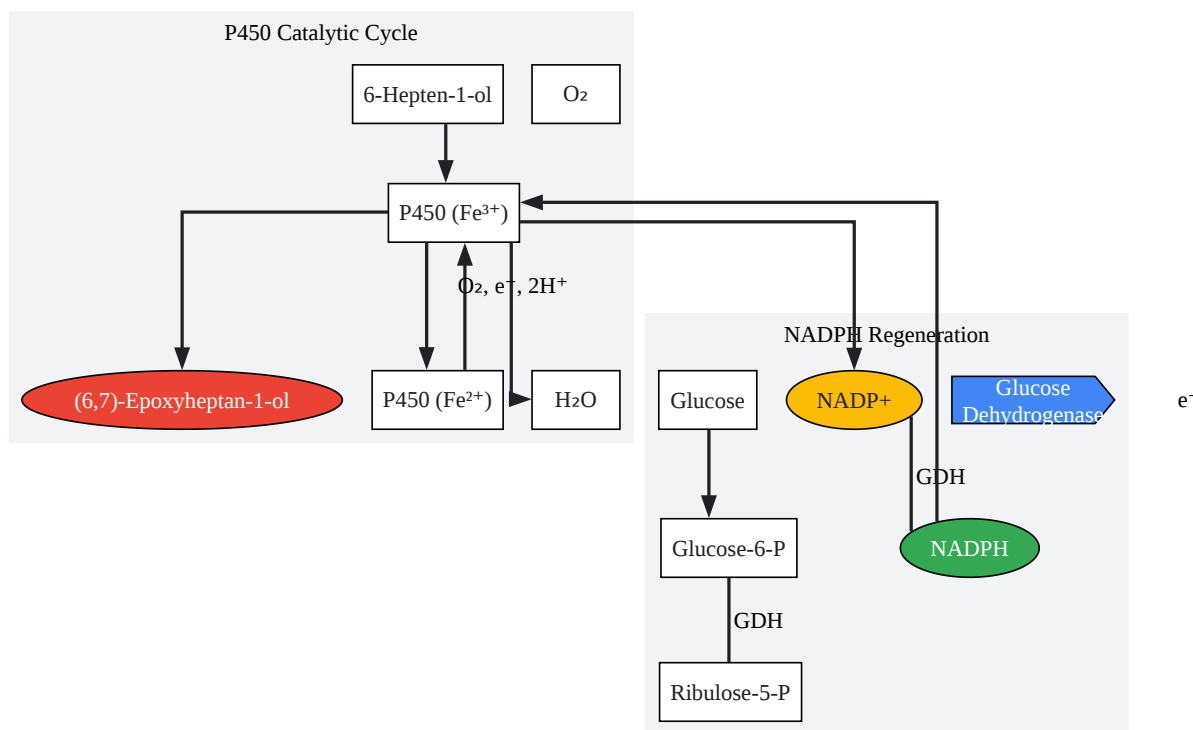 P450 Catalytic Cycle
6-Hepten-1-ol
O₂
P450 (Fe³⁺)
O₂, e⁻, 2H⁺
NADPH Regeneration
(6,7)-Epoxyheptan-1-ol
P450 (Fe²⁺)
H₂O
Glucose
NADP+
Glucose
Dehydrogenase
e⁻
GDH
Glucose-6-P
NADPH
GDH
Ribulose-5-P